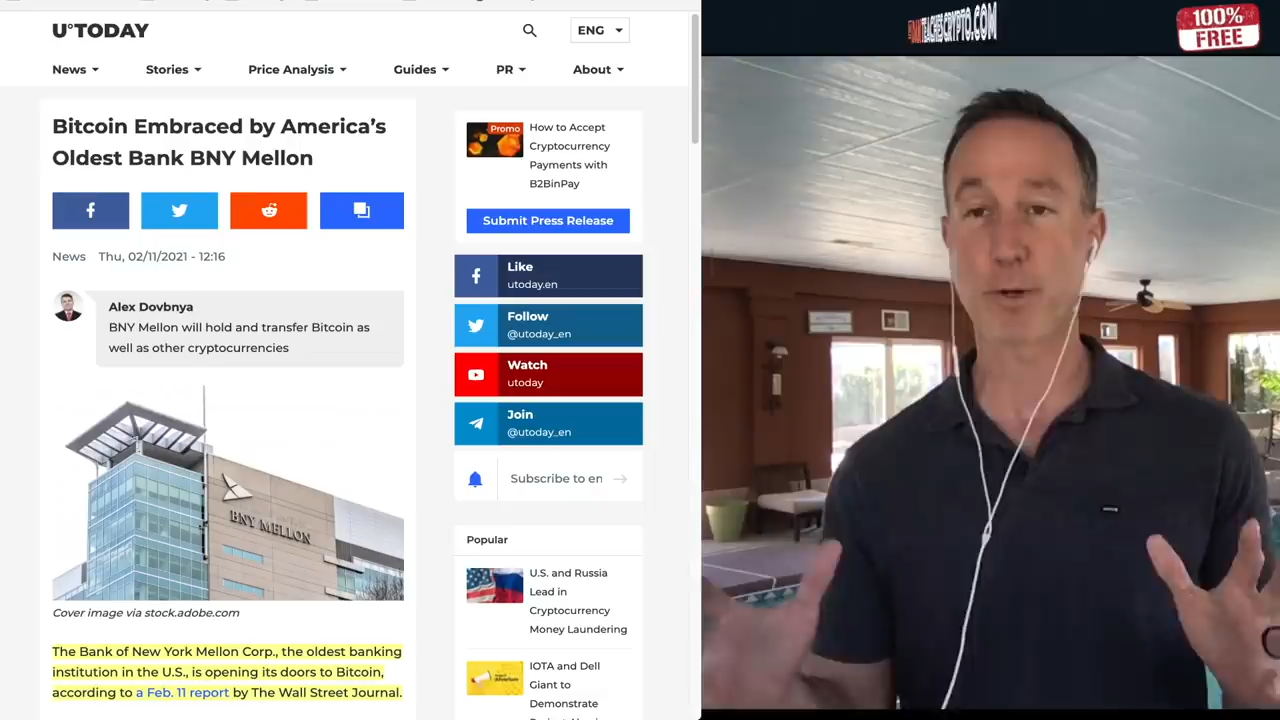 U°TODAY
ENG
News
Stories
Price Analysis
Guides
PR
About
Bitcoin Embraced by America's
Oldest Bank BNY Mellon
News Thu, 02/11/2021 - 12:16
Alex Dovbnya
BNY Mellon will hold and transfer Bitcoin as
well as other cryptocurrencies
BNY MELLON
Cover image via stock.adobe.com
The Bank of New York Mellon Corp., the oldest banking
institution in the U.S., is opening its doors to Bitcoin,
according to a Feb. 11 report by The Wall Street Journal.
Promo
How to Accept
Cryptocurrency
Payments with
B2BinPay
Submit Press Release
Like
utoday.en
Follow
@utoday_en
Watch
utoday
Join
@utoday_en
Subscribe to en
Popular
U.S. and Russia
Lead in
Cryptocurrency
Money Laundering
IOTA and Dell
Giant to
Demonstrate
TEACHESCRYPTO.COM
100%
FREE